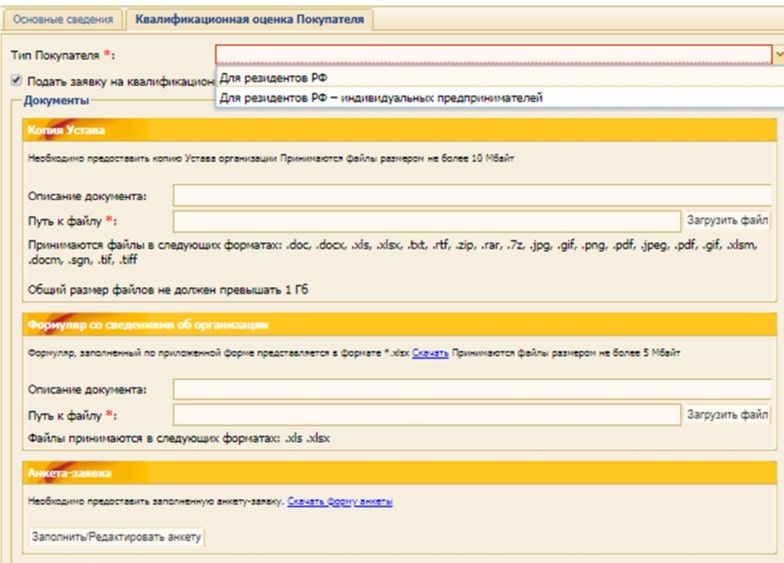 Основные сведения
Квалификационная оценка Покупателя
Тип Покупателя *:
Для резидентов РФ
Подать заявку на квалификацион
Для резидентов РФ – индивидуальных предпринимателей
Документы
Копия Устава
Необходимо предоставить копию Устава организации Принимаются файлы размером не более 10 Мбайт
Описание документа:
Путь к файлу *:
Загрузить файл
Принимаются файлы в следующих форматах: .doc, .docx, .xls, .xlsx, .txt, .rtf, .zip, .rar, .7z, .jpg, .gif, .png, .pdf, .jpeg, .pdf, .gif, .xlsm,
.docm, .sgn, .tif, .tiff
Общий размер файлов не должен превышать 1 Гб
Формуляр со сведениями об организации
Формуляр, заполненный по приложенной форме представляется в формате *.xlsx Скачать Принимаются файлы размером не более 5 Мбайт
Описание документа:
Путь к файлу *:
Загрузить файл
Файлы принимаются в следующих форматах: .xls .xlsx
Анкета-заявка
Необходимо предоставить заполненную анкету-заявку. Скачать форму анкеты
Заполнить/Редактировать анкету